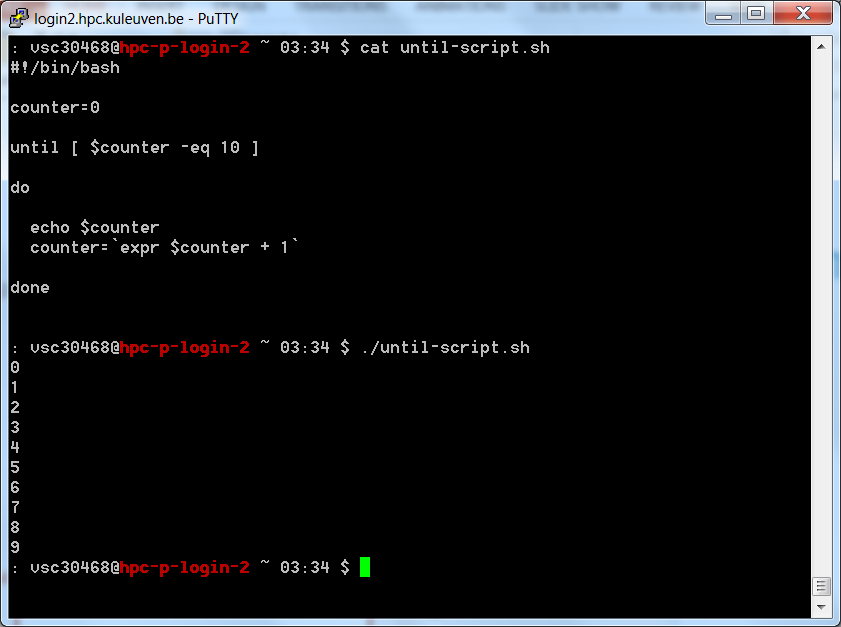 login2.hpc.kuleuven.be - PuTTY
: vsc30468@hpc-p-login-2 ~ 03:34 $ cat until-script.sh
#!/bin/bash
counter=0
until [ $counter -eq 10 ]
do
  echo $counter
  counter=`expr $counter + 1`
done
: vsc30468@hpc-p-login-2 ~ 03:34 $ ./until-script.sh
0
1
2
3
4
5
6
7
8
9
: vsc30468@hpc-p-login-2 ~ 03:34 $